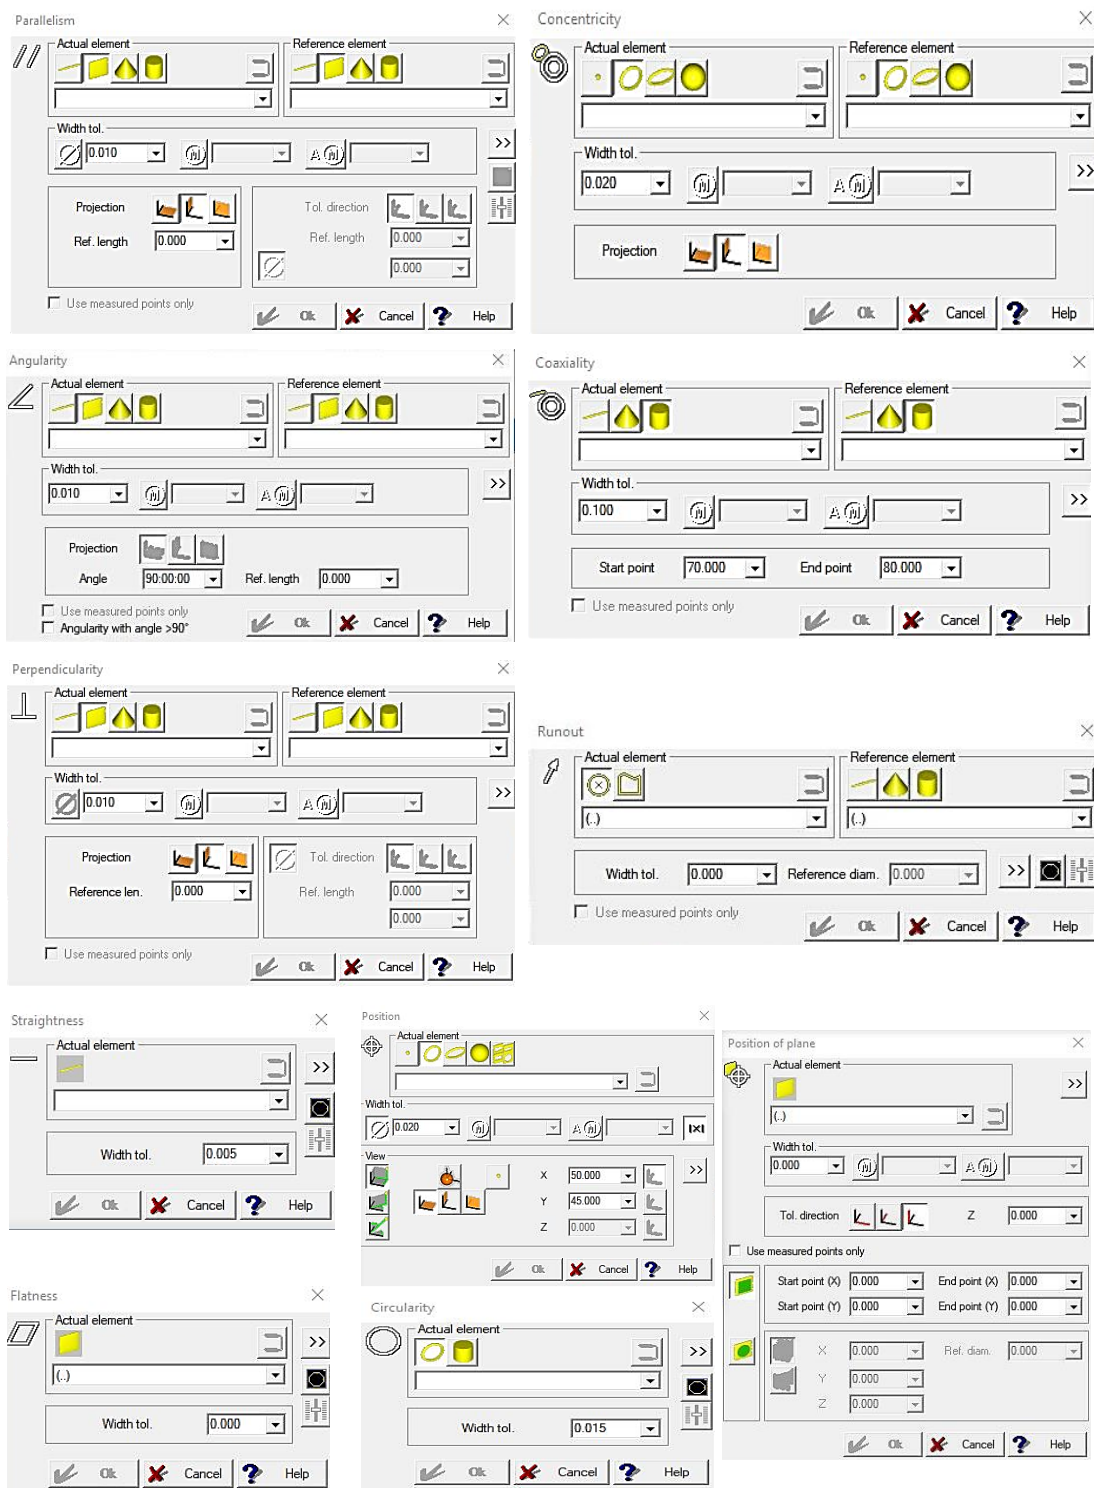 Parallelism
Actual element
Reference element
Width tol.
0.010
A
Projection
Tol. direction
Ref. length 0.000
Ref. length 0.000
0.000
Use measured points only
Ok Cancel Help
Concentricity
Actual element
Reference element
Width tol.
0.020
A
Projection
Ok Cancel Help
Angularity
Actual element
Reference element
Width tol.
0.010
A
Projection
Angle 90:00:00 Ref. length 0.000
Use measured points only
Angularity with angle >90°
Ok Cancel Help
Coaxiality
Actual element
Reference element
Width tol.
0.100
A
Start point 70.000 End point 80.000
Use measured points only
Ok Cancel Help
Perpendicularity
Actual element
Reference element
Width tol.
0.010
A
Projection
Tol. direction
Reference len. 0.000
Ref. length 0.000
0.000
Use measured points only
Ok Cancel Help
Runout
Actual element
Reference element
(..)
(..)
Width tol. 0.000 Reference diam. 0.000 >>
Use measured points only
Ok Cancel Help
Straightness
Actual element
Width tol. 0.005
Ok Cancel Help
Position
Actual element
Width tol.
0.020
A
View
X 50.000
Y 45.000
Z 0.000
Ok Cancel Help
Position of plane
Actual element
(..)
Width tol.
0.000
A
Tol. direction Z 0.000
Use measured points only
Start point (X) 0.000 End point (X) 0.000
Start point (Y) 0.000 End point (Y) 0.000
X 0.000 Ref. diam. 0.000
Y 0.000
Z 0.000
Ok Cancel Help
Flatness
Actual element
(..)
Width tol. 0.000
Ok Cancel Help
Circularity
Actual element
Width tol. 0.015
Ok Cancel Help